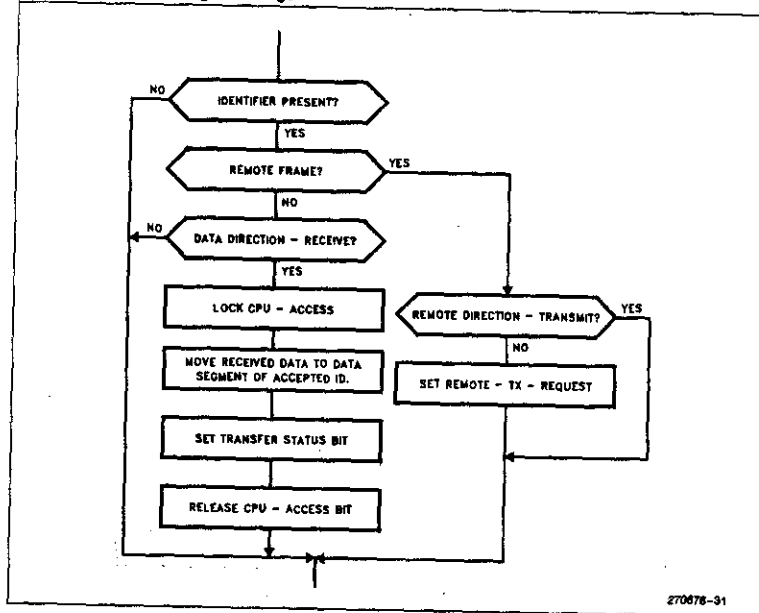 NO
IDENTIFIER PRESENT?
YES
REMOTE FRAME?
YES
NO
NO
DATA DIRECTION - RECEIVE?
YES
LOCK CPU - ACCESS
REMOTE DIRECTION - TRANSMIT?
YES
NO
MOVE RECEIVED DATA TO DATA
SEGMENT OF ACCEPTED ID.
SET REMOTE - TX - REQUEST
SET TRANSFER STATUS BIT
RELEASE CPU - ACCESS BIT
270678-31